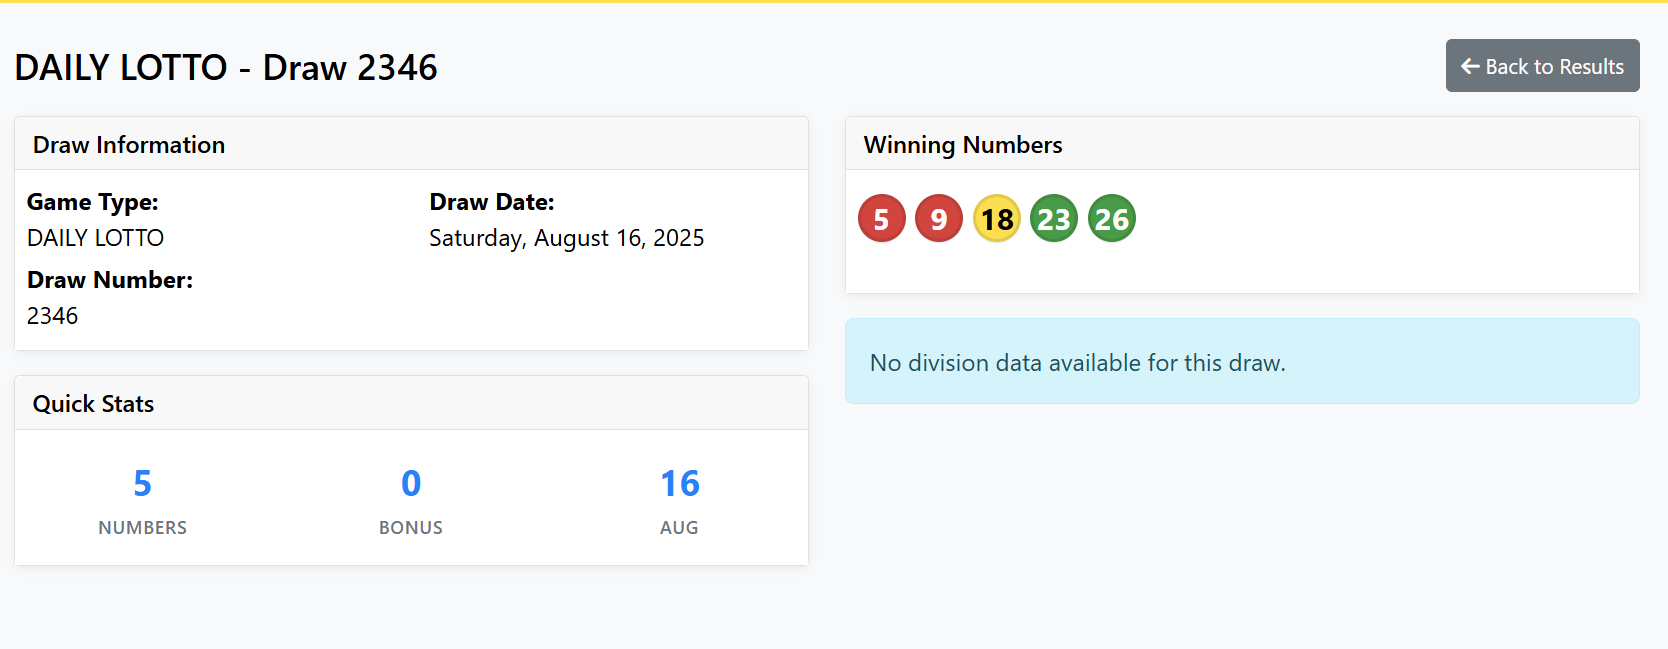 DAILY LOTTO - Draw 2346
Back to Results
Draw Information
Game Type:
DAILY LOTTO
Draw Date:
Saturday, August 16, 2025
Draw Number:
2346
Quick Stats
5
NUMBERS
0
BONUS
16
AUG
Winning Numbers
5 9 18 23 26
No division data available for this draw.